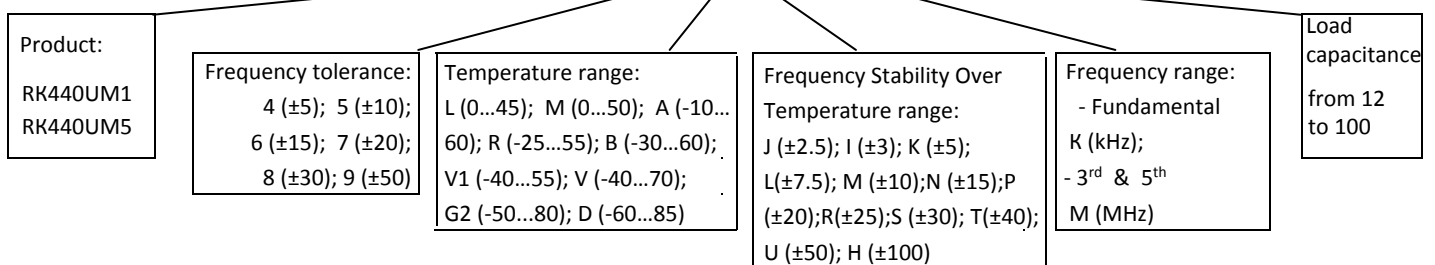 Product:
RK440UM1
RK440UM5
Frequency tolerance:
4 (±5); 5 (±10);
6 (±15); 7 (±20);
8 (±30); 9 (±50)
Temperature range:
L (0...45); M (0...50); A (-10...
60); R (-25...55); B (-30...60);
V1 (-40...55); V (-40...70);
G2 (-50...80); D (-60...85)
Frequency Stability Over
Temperature range:
J (±2.5); I (±3); K (±5);
L(±7.5); M (±10);N (±15);P
(±20);R(±25);S (±30); T(±40);
U (±50); H (±100)
Frequency range:
- Fundamental
K (kHz);
- 3rd & 5th
M (MHz)
Load
capacitance
from 12
to 100